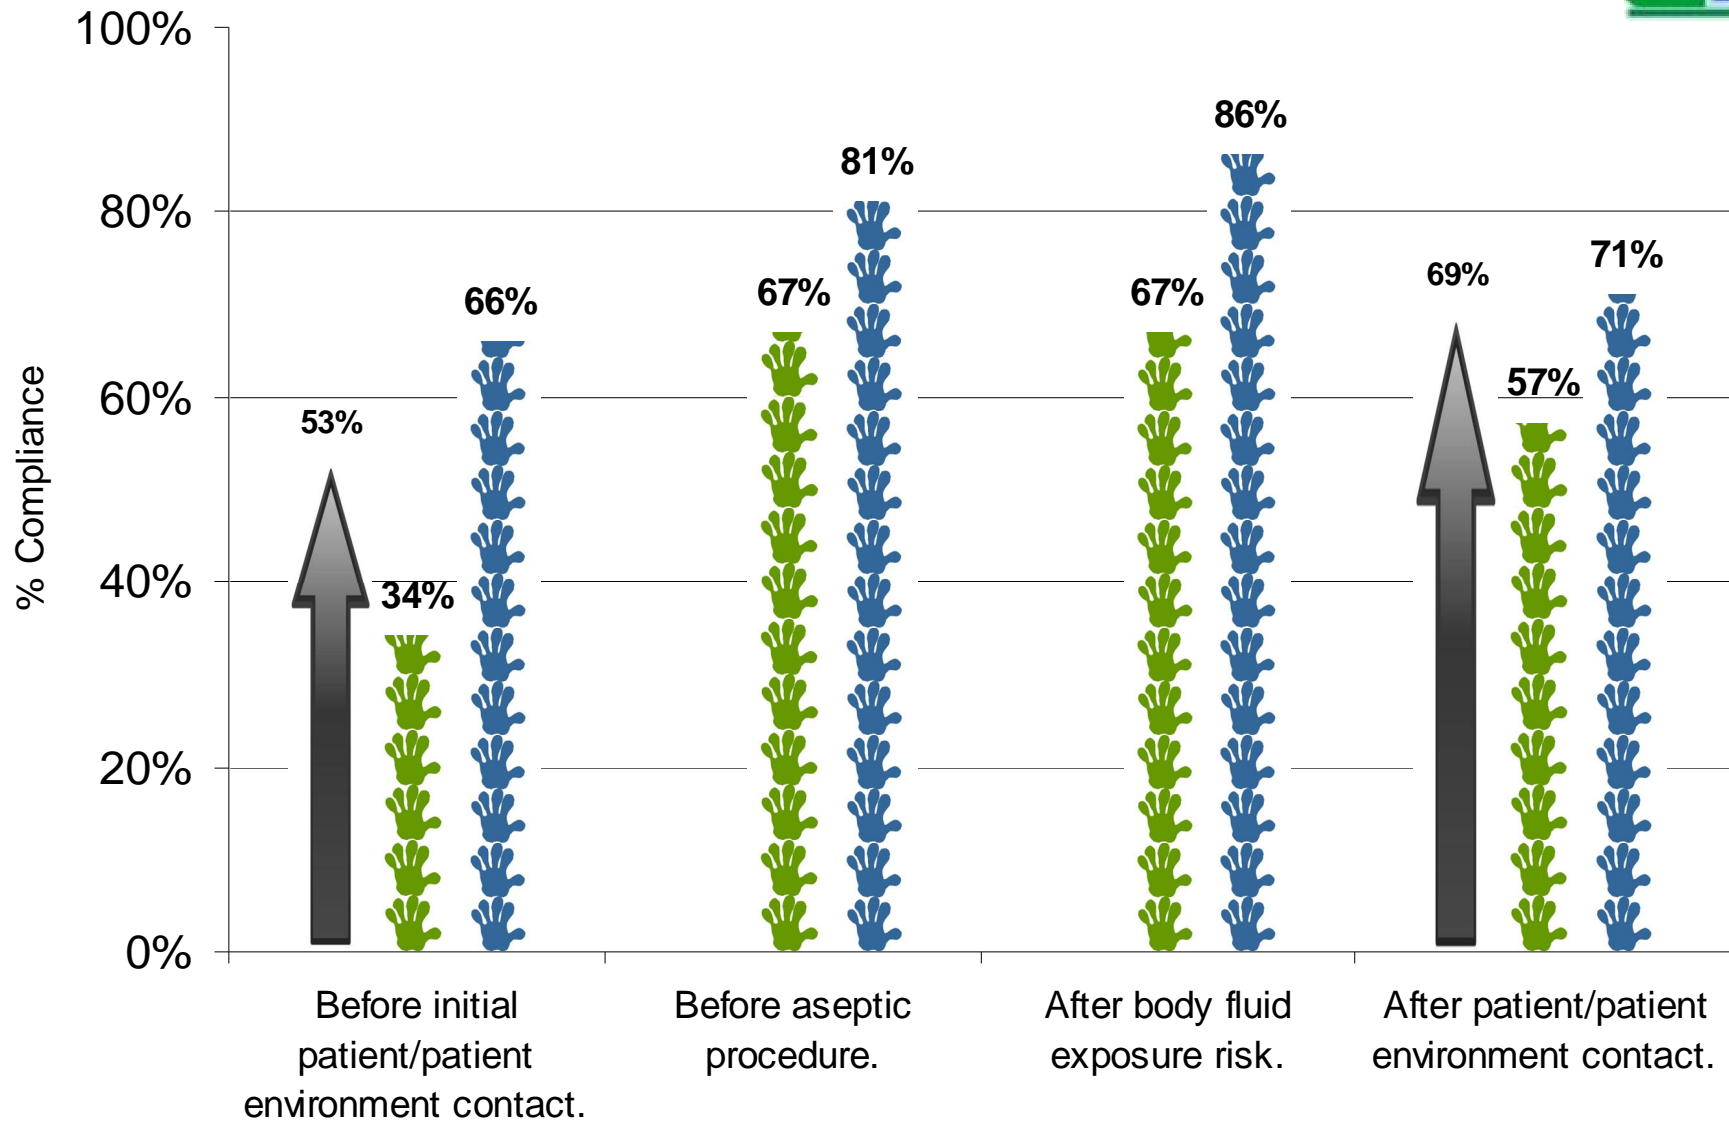 100%
80%
60%
40%
20%
0%
% Compliance
53%
34%
66%
67%
81%
67%
86%
69%
57%
71%
Before initial
patient/patient
environment contact.
Before aseptic
procedure.
After body fluid
exposure risk.
After patient/patient
environment contact.